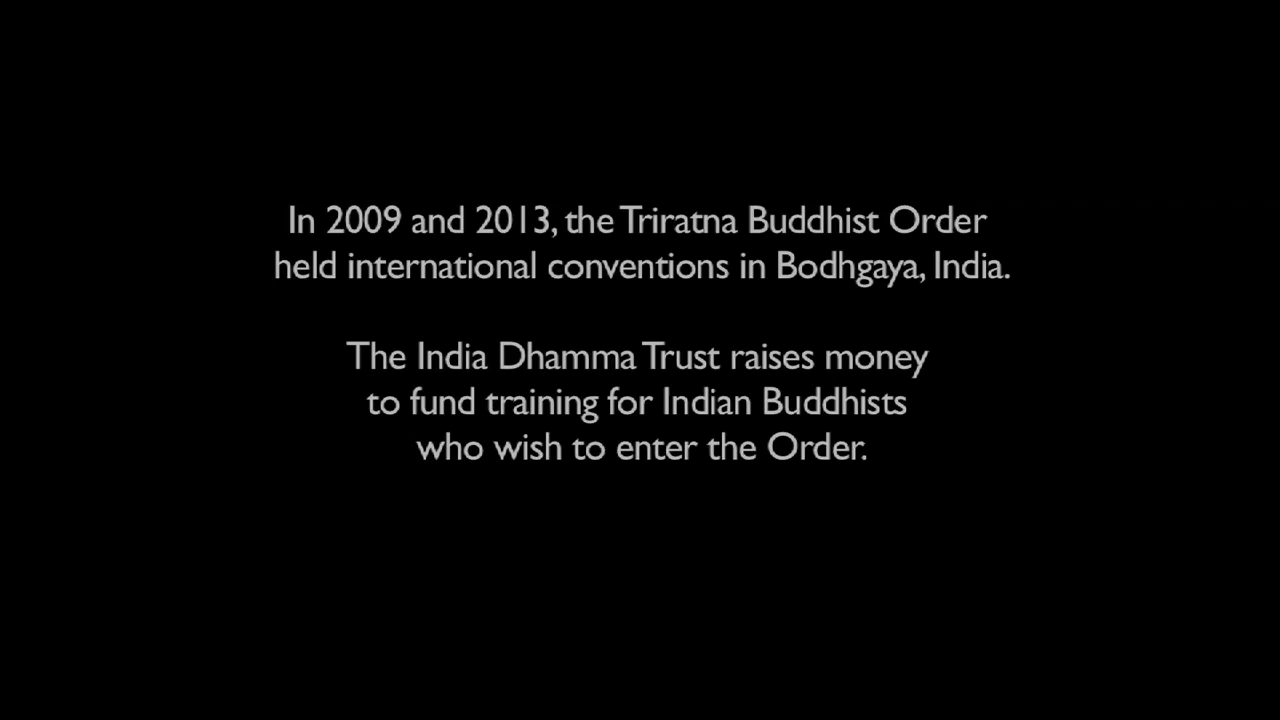 In 2009 and 2013, the Triratna Buddhist Order
held international conventions in Bodhgaya, India.
The India Dhamma Trust raises money
to fund training for Indian Buddhists
who wish to enter the Order.